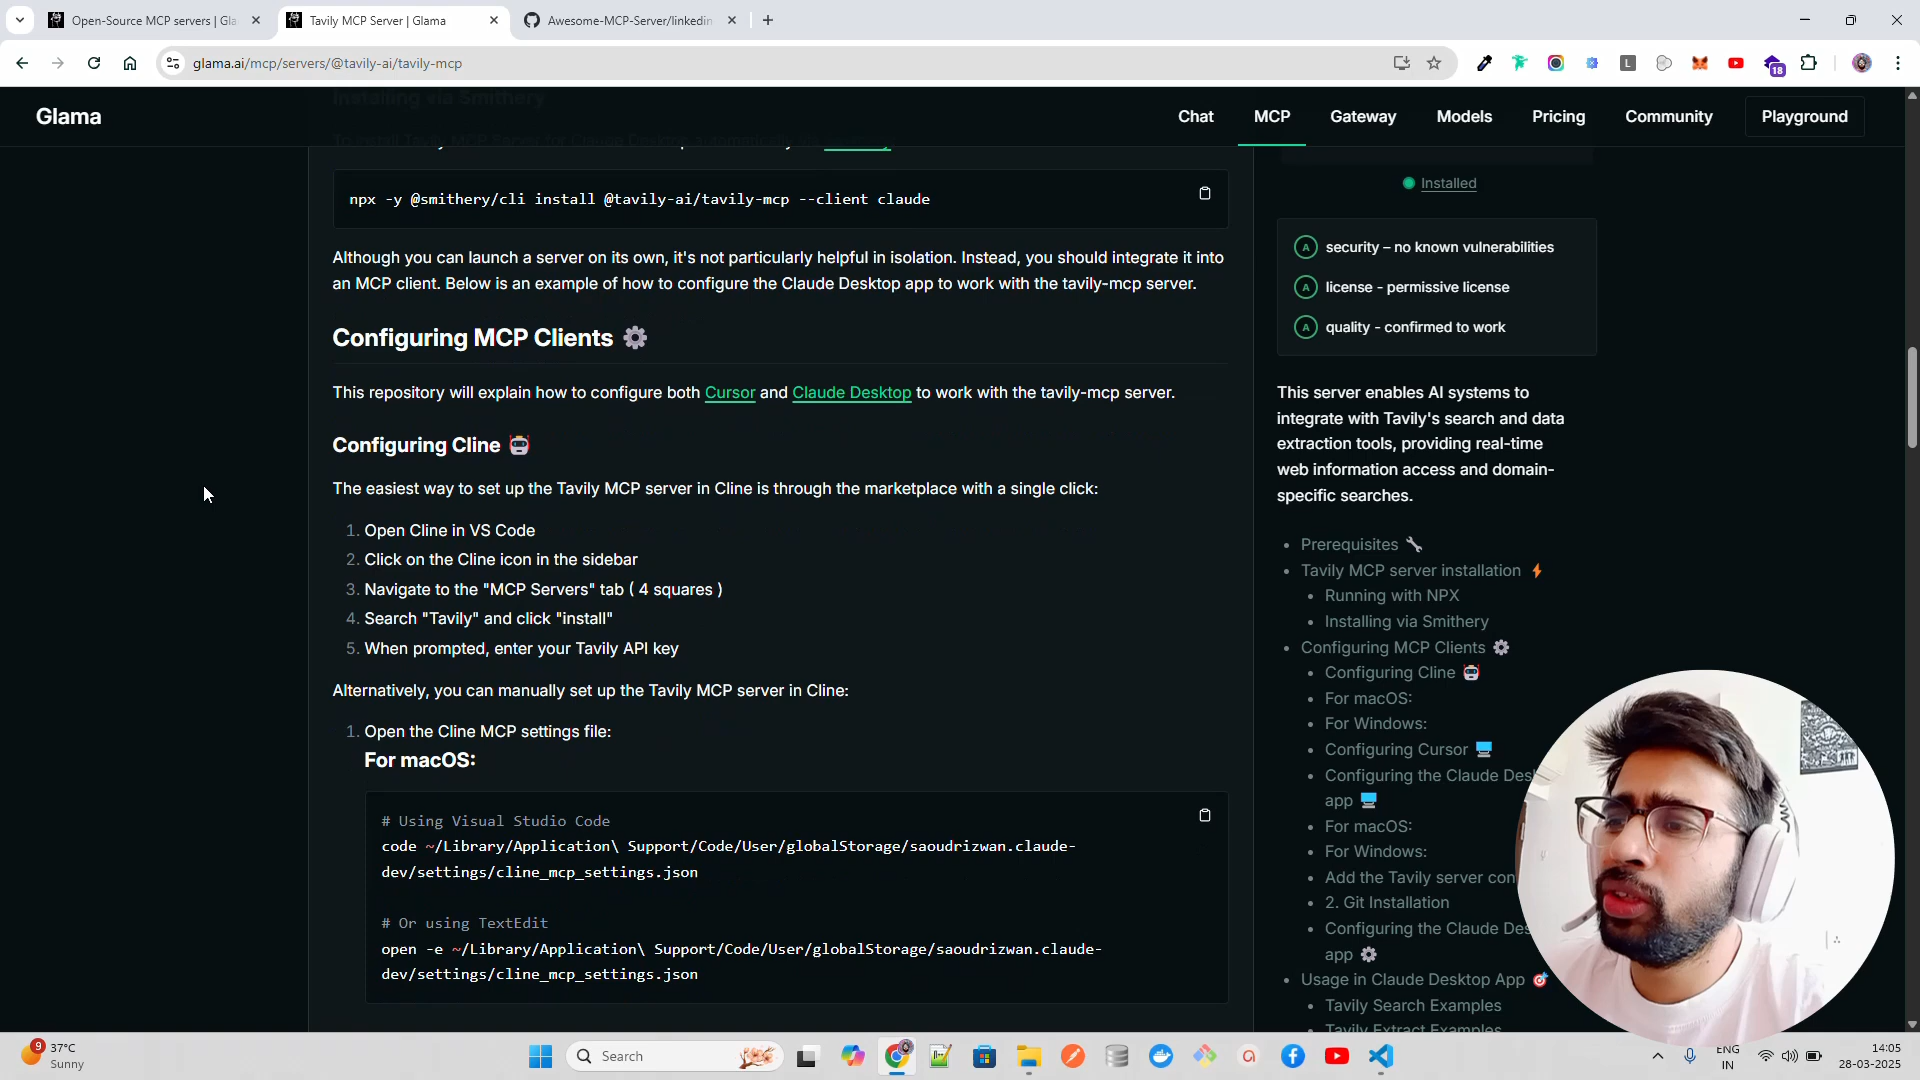 Open-Source MCP servers | Gla
Tavily MCP Server | Glama
Awesome-MCP-Server/linkedin
glama.ai/mcp/servers/@tavily-ai/tavily-mcp
18
Glama
Chat
MCP
Gateway
Models
Pricing
Community
Playground
Installing via Smithery
npx -y @smithery/cli install @tavily-ai/tavily-mcp --client claude
Although you can launch a server on its own, it's not particularly helpful in isolation. Instead, you should integrate it into
an MCP client. Below is an example of how to configure the Claude Desktop app to work with the tavily-mcp server.
Configuring MCP Clients ⚙️
This repository will explain how to configure both Cursor and Claude Desktop to work with the tavily-mcp server.
Configuring Cline 🤖
The easiest way to set up the Tavily MCP server in Cline is through the marketplace with a single click:
1. Open Cline in VS Code
2. Click on the Cline icon in the sidebar
3. Navigate to the "MCP Servers" tab ( 4 squares )
4. Search "Tavily" and click "install"
5. When prompted, enter your Tavily API key
Alternatively, you can manually set up the Tavily MCP server in Cline:
1. Open the Cline MCP settings file:
For macOS:
# Using Visual Studio Code
code ~/Library/Application\ Support/Code/User/globalStorage/saoudrizwan.claude-
dev/settings/cline_mcp_settings.json
# Or using TextEdit
open -e ~/Library/Application\ Support/Code/User/globalStorage/saoudrizwan.claude-
dev/settings/cline_mcp_settings.json
Installed
A security – no known vulnerabilities
A license - permissive license
A quality - confirmed to work
This server enables AI systems to
integrate with Tavily's search and data
extraction tools, providing real-time
web information access and domain-
specific searches.
Prerequisites 🔧
Tavily MCP server installation ⚡
Running with NPX
Installing via Smithery
Configuring MCP Clients ⚙️
Configuring Cline 🤖
For macOS:
For Windows:
Configuring Cursor 🖥️
Configuring the Claude Des
app 🖥️
For macOS:
For Windows:
Add the Tavily server con
2. Git Installation
Configuring the Claude Des
app ⚙️
Usage in Claude Desktop App 🎯
Tavily Search Examples
Tavily Extract Examples
9
37°C
Sunny
Search
ENG
IN
14:05
28-03-2025